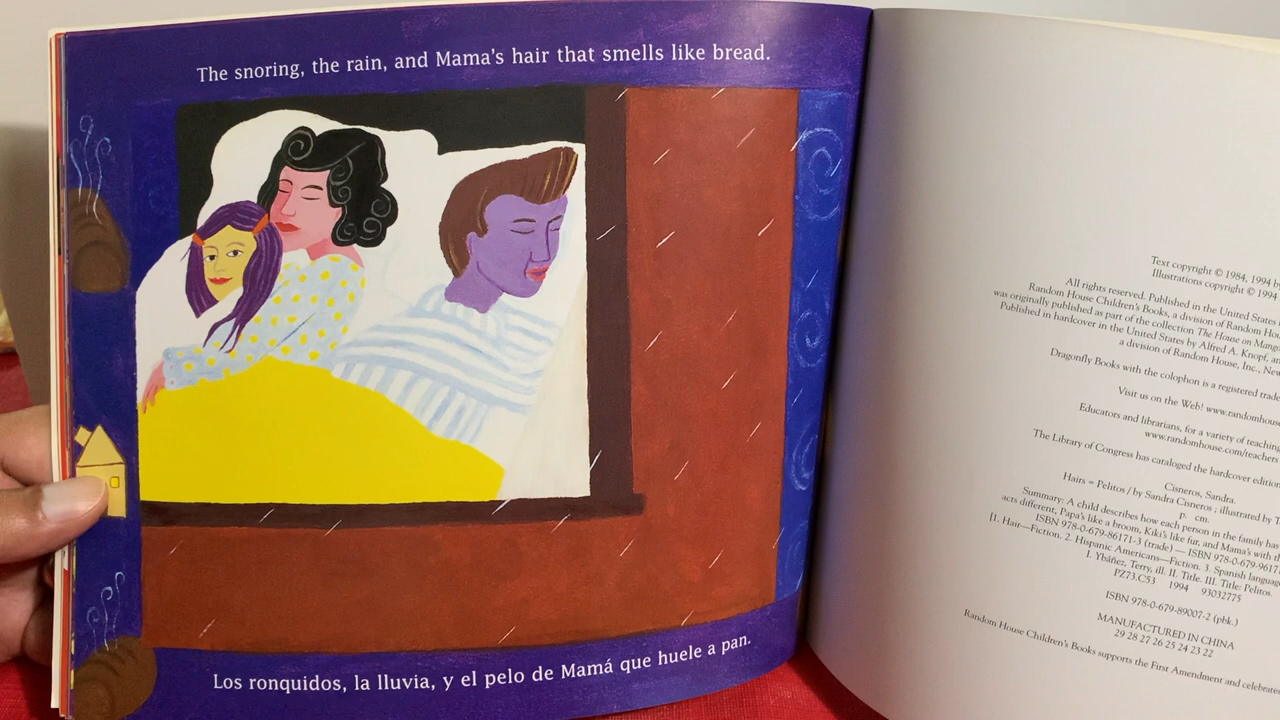 The snoring, the rain, and Mama's hair that smells like bread.
Los ronquidos, la lluvia, y el pelo de Mamá que huele a pan.
Text copyright © 1984, 1994 b
Illustrations copyright © 1994
All rights reserved. Published in the United States
Random House Children's Books, a division of Random Hou
was originally published as part of the collection The House on Mang
Published in hardcover in the United States by Alfred A. Knopf, an
a division of Random House, Inc., New
Dragonfly Books with the colophon is a registered trade
Visit us on the Web! www.randomhous
Educators and librarians, for a variety of teaching
www.randomhouse.com/teachers
The Library of Congress has cataloged the hardcover edition
Cisneros, Sandra.
Hairs = Pelitos / by Sandra Cisneros ; illustrated by T
p. cm.
Summary: A child describes how each person in the family has
acts different, Papa's like a broom, Kiki's like fur, and Mama's with th
ISBN 978-0-679-86171-3 (trade) — ISBN 978-0-679-9617
[1. Hair—Fiction. 2. Hispanic Americans—Fiction. 3. Spanish languag
I. Ybáñez, Terry, ill. II. Title. III. Title: Pelitos.
PZ73.C53 1994 93032775
ISBN 978-0-679-89007-2 (pbk.)
MANUFACTURED IN CHINA
29 28 27 26 25 24 23 22
Random House Children's Books supports the First Amendment and celebrate